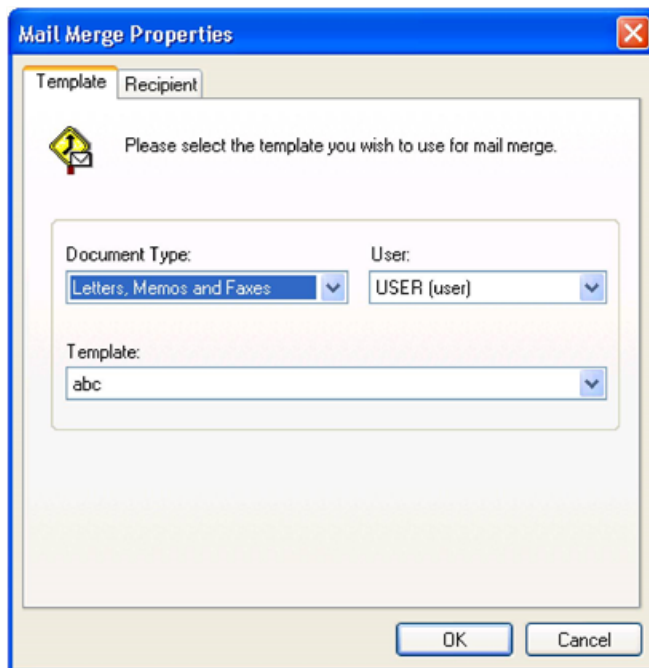 Mail Merge Properties
Template Recipient
Please select the template you wish to use for mail merge.
Document Type: User:
Letters, Memos and Faxes USER (user)
Template:
abc
OK Cancel